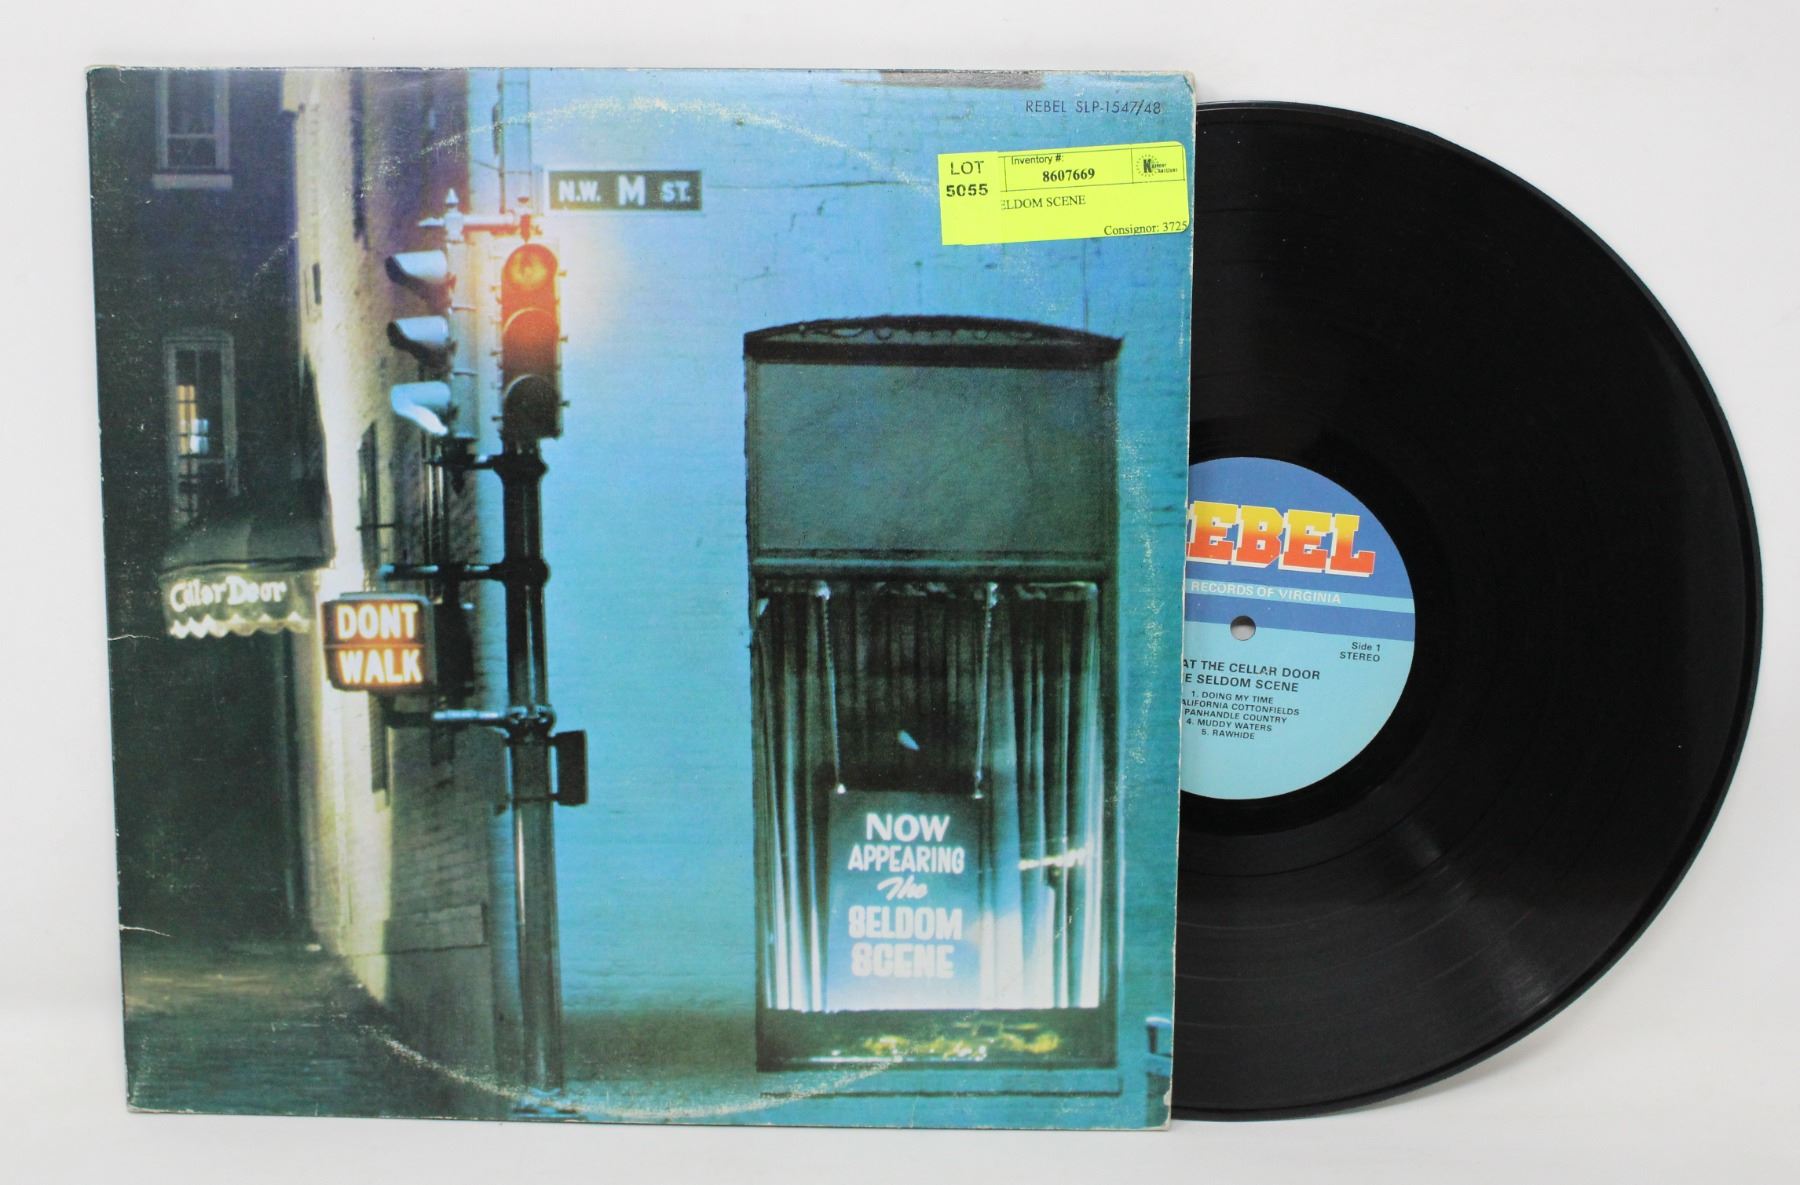 REBEL SLP-1547/48
LOT
5055
Inventory #:
8607669
ELDOM SCENE
Consignor: 3725
N.W. M ST.
Cellar Door
DONT
WALK
NOW
APPEARING
The
SELDOM
SCENE
EBEL
RECORDS OF VIRGINIA
Side 1
STEREO
AT THE CELLAR DOOR
E SELDOM SCENE
1. DOING MY TIME
ALIFORNIA COTTONFIELDS
PANHANDLE COUNTRY
4. MUDDY WATERS
5. RAWHIDE